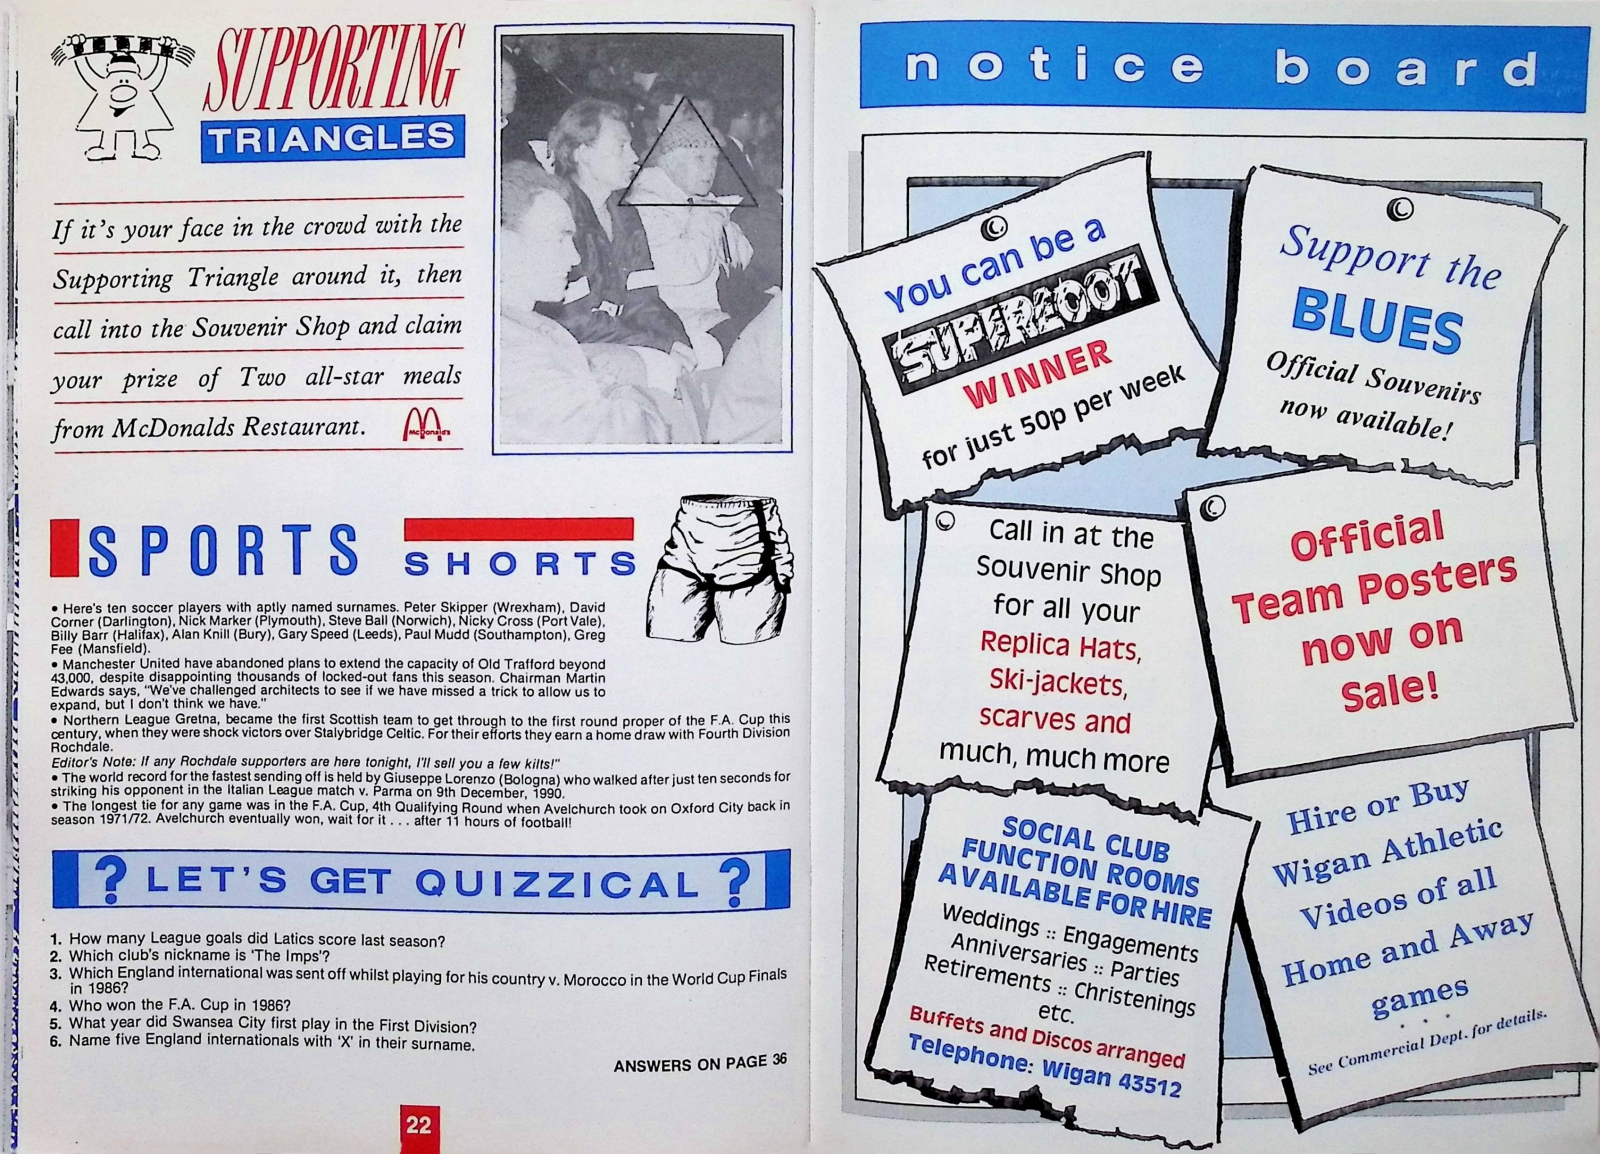 SUPPORTING
TRIANGLES
If it's your face in the crowd with the
Supporting Triangle around it, then
call into the Souvenir Shop and claim
your prize of Two all-star meals
from McDonalds Restaurant.
McDonald's
SPORTS
SHORTS
• Here's ten soccer players with aptly named surnames. Peter Skipper (Wrexham), David
Corner (Darlington), Nick Marker (Plymouth), Steve Ball (Norwich), Nicky Cross (Port Vale),
Billy Barr (Halifax), Alan Knill (Bury), Gary Speed (Leeds), Paul Mudd (Southampton), Greg
Fee (Mansfield).
• Manchester United have abandoned plans to extend the capacity of Old Trafford beyond
43,000, despite disappointing thousands of locked-out fans this season. Chairman Martin
Edwards says, "We've challenged architects to see if we have missed a trick to allow us to
expand, but I don't think we have."
• Northern League Gretna, became the first Scottish team to get through to the first round proper of the F.A. Cup this
century, when they were shock victors over Stalybridge Celtic. For their efforts they earn a home draw with Fourth Division
Rochdale.
Editor's Note: If any Rochdale supporters are here tonight, I'll sell you a few kilts!"
• The world record for the fastest sending off is held by Giuseppe Lorenzo (Bologna) who walked after just ten seconds for
striking his opponent in the Italian League match v. Parma on 9th December, 1990.
• The longest tie for any game was in the F.A. Cup, 4th Qualifying Round when Avelchurch took on Oxford City back in
season 1971/72. Avelchurch eventually won, wait for it . . . after 11 hours of football!
? LET'S GET QUIZZICAL ?
1. How many League goals did Latics score last season?
2. Which club's nickname is 'The Imps'?
3. Which England international was sent off whilst playing for his country v. Morocco in the World Cup Finals
in 1986?
4. Who won the F.A. Cup in 1986?
5. What year did Swansea City first play in the First Division?
6. Name five England internationals with 'X' in their surname.
ANSWERS ON PAGE 36
22
notice board
You can be a
SUPERLOOT
WINNER
for just 50p per week
Support the
BLUES
Official Souvenirs
now available!
Call in at the
Souvenir Shop
for all your
Replica Hats,
Ski-jackets,
scarves and
much, much more
Official
Team Posters
now on
Sale!
SOCIAL CLUB
FUNCTION ROOMS
AVAILABLE FOR HIRE
Weddings :: Engagements
Anniversaries :: Parties
Retirements :: Christenings
etc.
Buffets and Discos arranged
Telephone: Wigan 43512
Hire or Buy
Wigan Athletic
Videos of all
Home and Away
games
. . .
See Commercial Dept. for details.